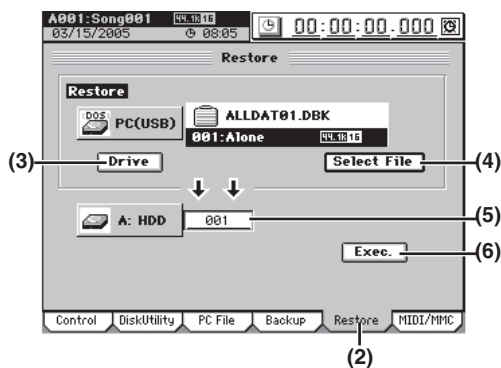 A001:Song001 44.1k 16
03/15/2005 08:05 00:00:00.000
Restore
Restore
DOS PC(USB) ALLDAT01.DBK
001:Alone 44.1k 16
(3) Drive Select File (4)
A: HDD 001 (5)
Exec. (6)
Control DiskUtility PC File Backup Restore MIDI/MMC
(2)